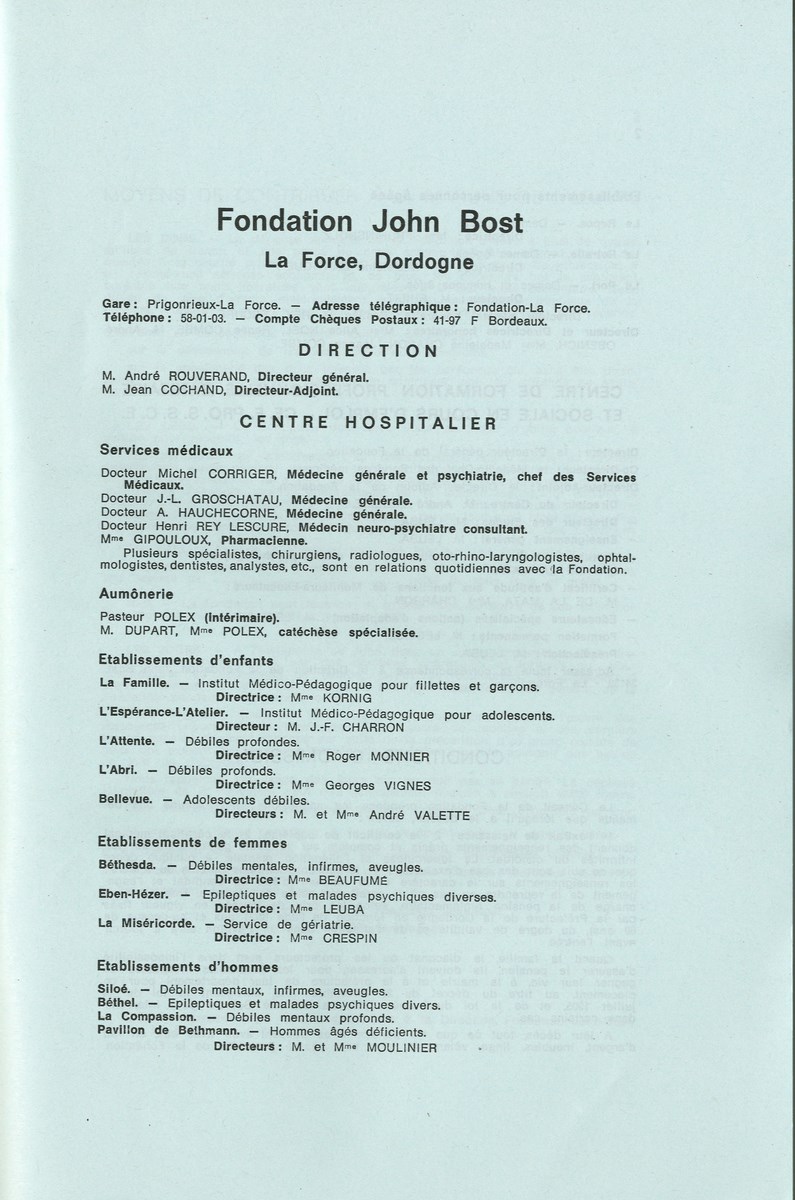 Fondation John Bost
La Force, Dordogne
Gare : Prigonrieux-La Force. — Adresse télégraphique : Fondation-La Force.
Téléphone : 58-01-03. — Compte Chèques Postaux : 41-97 F Bordeaux.
DIRECTION
M. André ROUVERAND, Directeur général.
M. Jean COCHAND, Directeur-Adjoint.
CENTRE HOSPITALIER
Services médicaux
Docteur Michel CORRIGER, Médecine générale et psychiatrie, chef des Services
Médicaux.
Docteur J.-L. GROSCHATAU, Médecine générale.
Docteur A. HAUCHECORNE, Médecine générale.
Docteur Henri REY LESCURE, Médecin neuro-psychiatre consultant.
Mme GIPOULOUX, Pharmacienne.
Plusieurs spécialistes, chirurgiens, radiologues, oto-rhino-laryngologistes, ophtal-
mologistes, dentistes, analystes, etc., sont en relations quotidiennes avec la Fondation.
Aumônerie
Pasteur POLEX (Intérimaire).
M. DUPART, Mme POLEX, catéchèse spécialisée.
Etablissements d'enfants
La Famille. — Institut Médico-Pédagogique pour fillettes et garçons.
Directrice : Mme KORNIG
L'Espérance-L'Atelier. — Institut Médico-Pédagogique pour adolescents.
Directeur : M. J.-F. CHARRON
L'Attente. — Débiles profondes.
Directrice : Mme Roger MONNIER
L'Abri. — Débiles profonds.
Directrice : Mme Georges VIGNES
Bellevue. — Adolescents débiles.
Directeurs : M. et Mme André VALETTE
Etablissements de femmes
Béthesda. — Débiles mentales, infirmes, aveugles.
Directrice : Mme BEAUFUMÉ
Eben-Hézer. — Epileptiques et malades psychiques diverses.
Directrice : Mme LEUBA
La Miséricorde. — Service de gériatrie.
Directrice : Mme CRESPIN
Etablissements d'hommes
Siloé. — Débiles mentaux, infirmes, aveugles.
Béthel. — Epileptiques et malades psychiques divers.
La Compassion. — Débiles mentaux profonds.
Pavillon de Bethmann. — Hommes âgés déficients.
Directeurs : M. et Mme MOULINIER